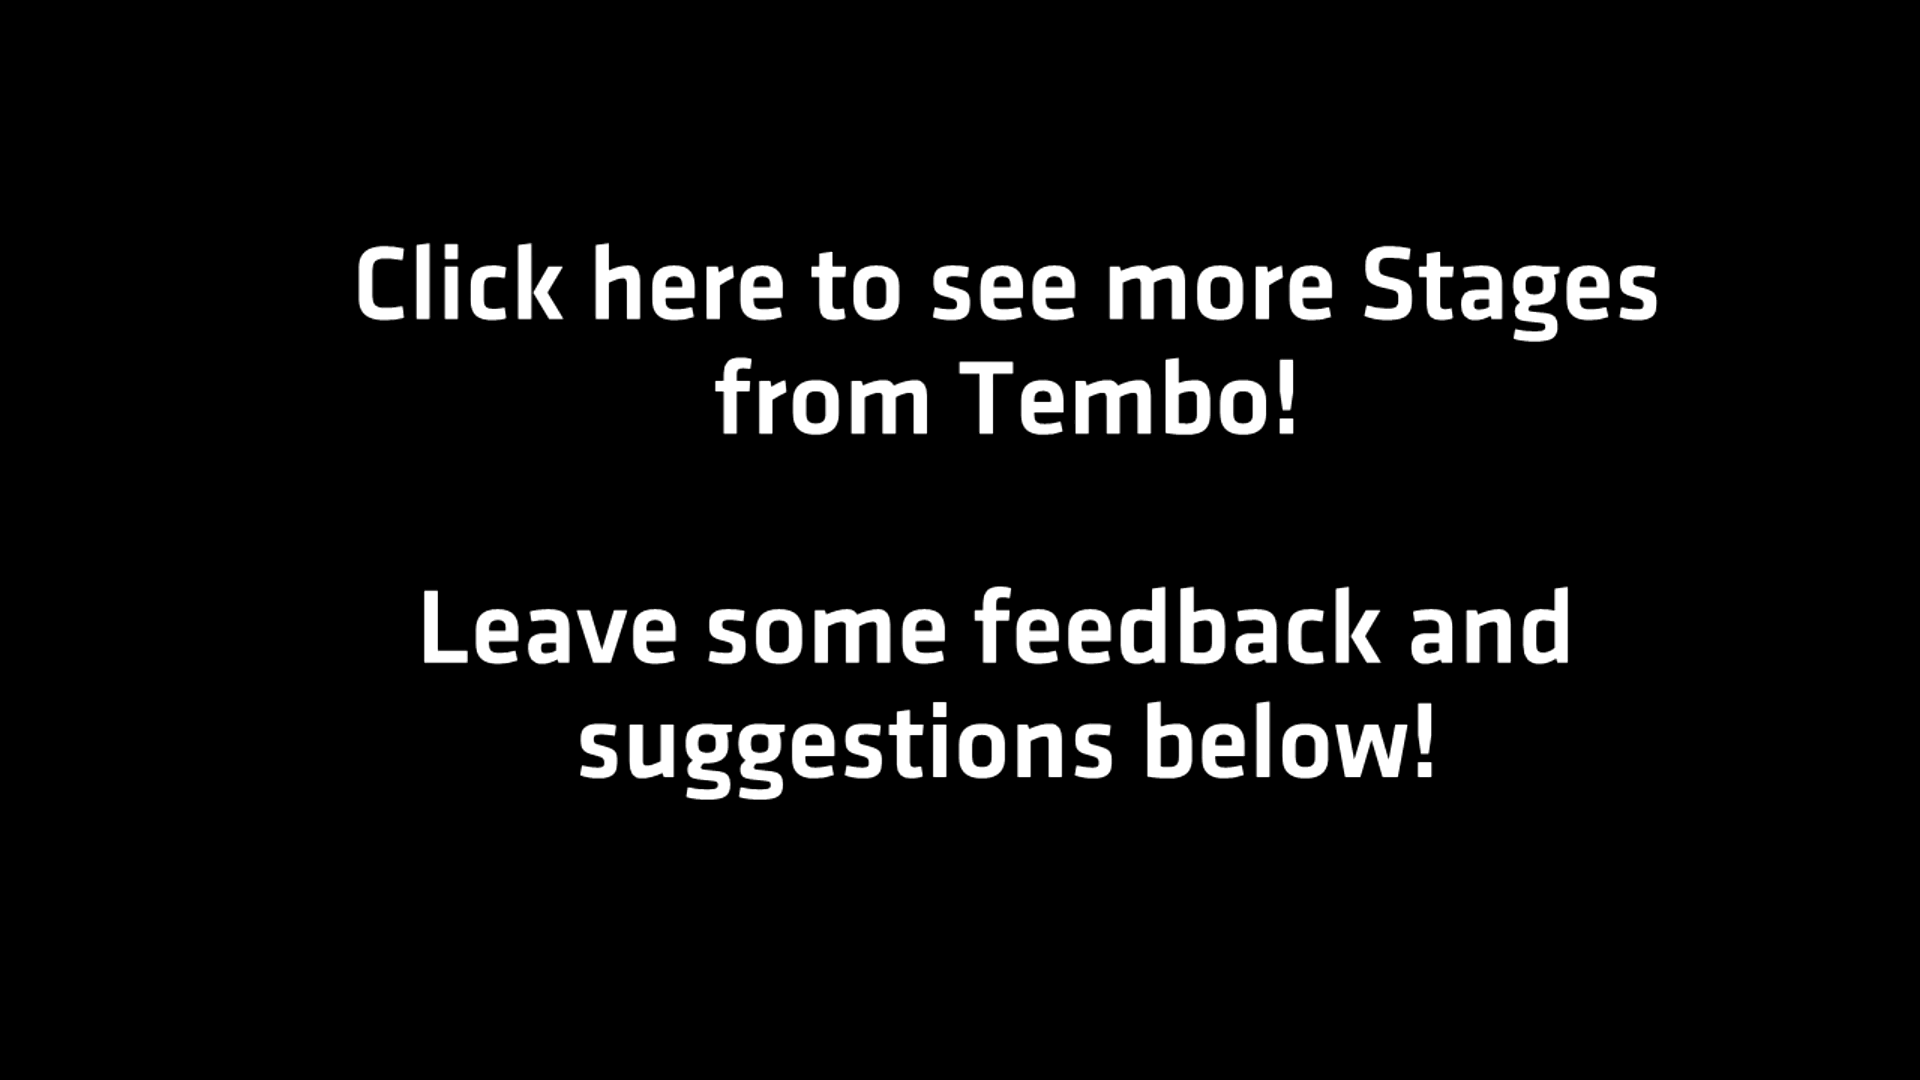 Click here to see more Stages
from Tembo!
Leave some feedback and
suggestions below!